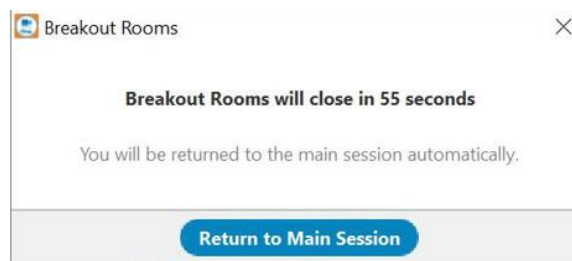 Breakout Rooms
Breakout Rooms will close in 55 seconds
You will be returned to the main session automatically.
Return to Main Session